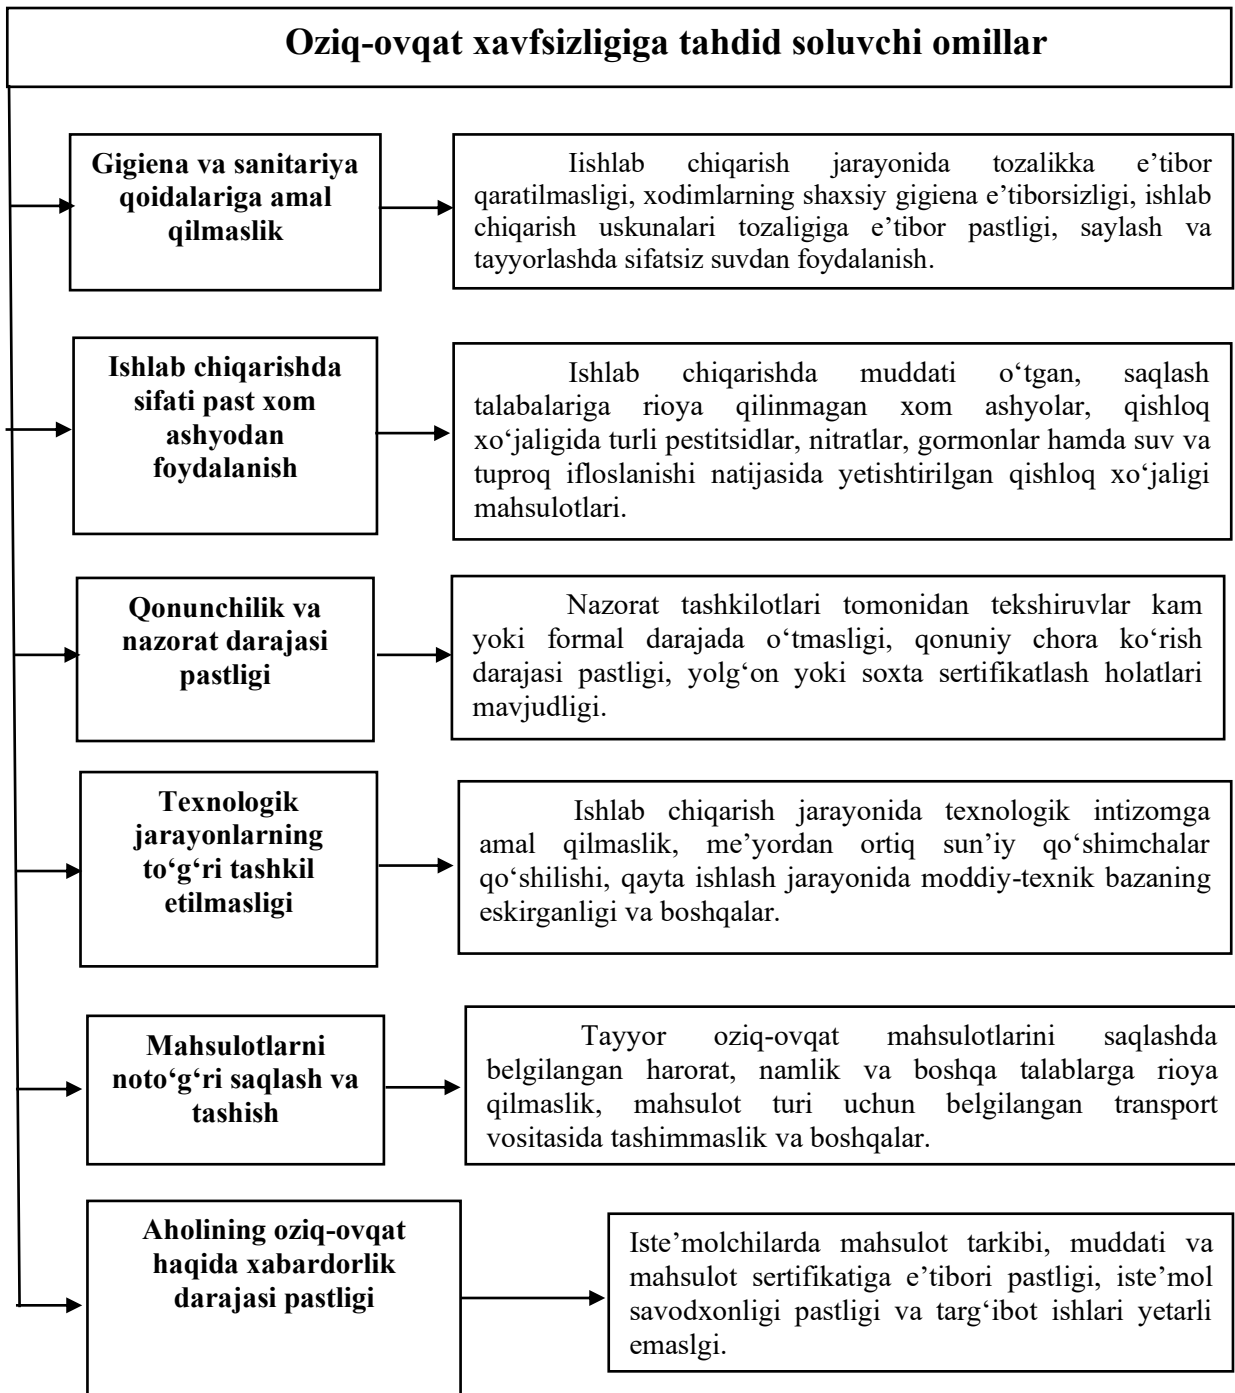 Oziq-ovqat xavfsizligiga tahdid soluvchi omillar
Gigiena va sanitariya
qoidalariga amal
qilmaslik
Iishlab chiqarish jarayonida tozalikka e’tibor
qaratilmasligi, xodimlarning shaxsiy gigiena e’tiborsizligi, ishlab
chiqarish uskunalari tozaligiga e’tibor pastligi, saylash va
tayyorlashda sifatsiz suvdan foydalanish.
Ishlab chiqarishda
sifati past xom
ashyodan
foydalanish
Ishlab chiqarishda muddati o‘tgan, saqlash
talabalariga rioya qilinmagan xom ashyolar, qishloq
xo‘jaligida turli pestitsidlar, nitratlar, gormonlar hamda suv va
tuproq ifloslanishi natijasida yetishtirilgan qishloq xo‘jaligi
mahsulotlari.
Qonunchilik va
nazorat darajasi
pastligi
Nazorat tashkilotlari tomonidan tekshiruvlar kam
yoki formal darajada o‘tmasligi, qonuniy chora ko‘rish
darajasi pastligi, yolg‘on yoki soxta sertifikatlash holatlari
mavjudligi.
Texnologik
jarayonlarning
to‘g‘ri tashkil
etilmasligi
Ishlab chiqarish jarayonida texnologik intizomga
amal qilmaslik, me’yordan ortiq sun’iy qo‘shimchalar
qo‘shilishi, qayta ishlash jarayonida moddiy-texnik bazaning
eskirganligi va boshqalar.
Mahsulotlarni
noto‘g‘ri saqlash va
tashish
Tayyor oziq-ovqat mahsulotlarini saqlashda
belgilangan harorat, namlik va boshqa talablarga rioya
qilmaslik, mahsulot turi uchun belgilangan transport
vositasida tashimmaslik va boshqalar.
Aholining oziq-ovqat
haqida xabardorlik
darajasi pastligi
Iste’molchilarda mahsulot tarkibi, muddati va
mahsulot sertifikatiga e’tibori pastligi, iste’mol
savodxonligi pastligi va targ‘ibot ishlari yetarli
emaslgi.